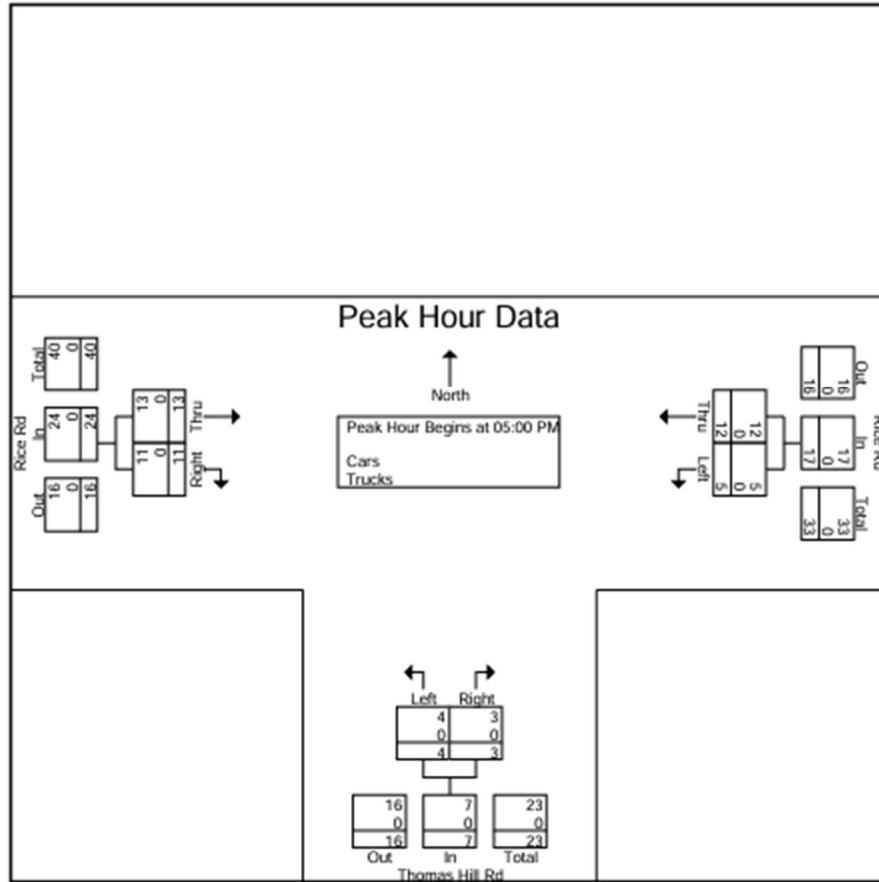 Peak Hour Data
North
Peak Hour Begins at 05:00 PM
Cars
Trucks
Rice Rd
Total
40
0
40
In
24
0
24
Out
16
0
16
Thru
13
0
13
Right
11
0
11
Thru
12
0
12
Left
5
0
5
Out
16
0
16
In
17
0
17
Total
33
0
33
Left Right
4 3
0 0
4 3
16 7 23
0 0 0
16 7 23
Out In Total
Thomas Hill Rd